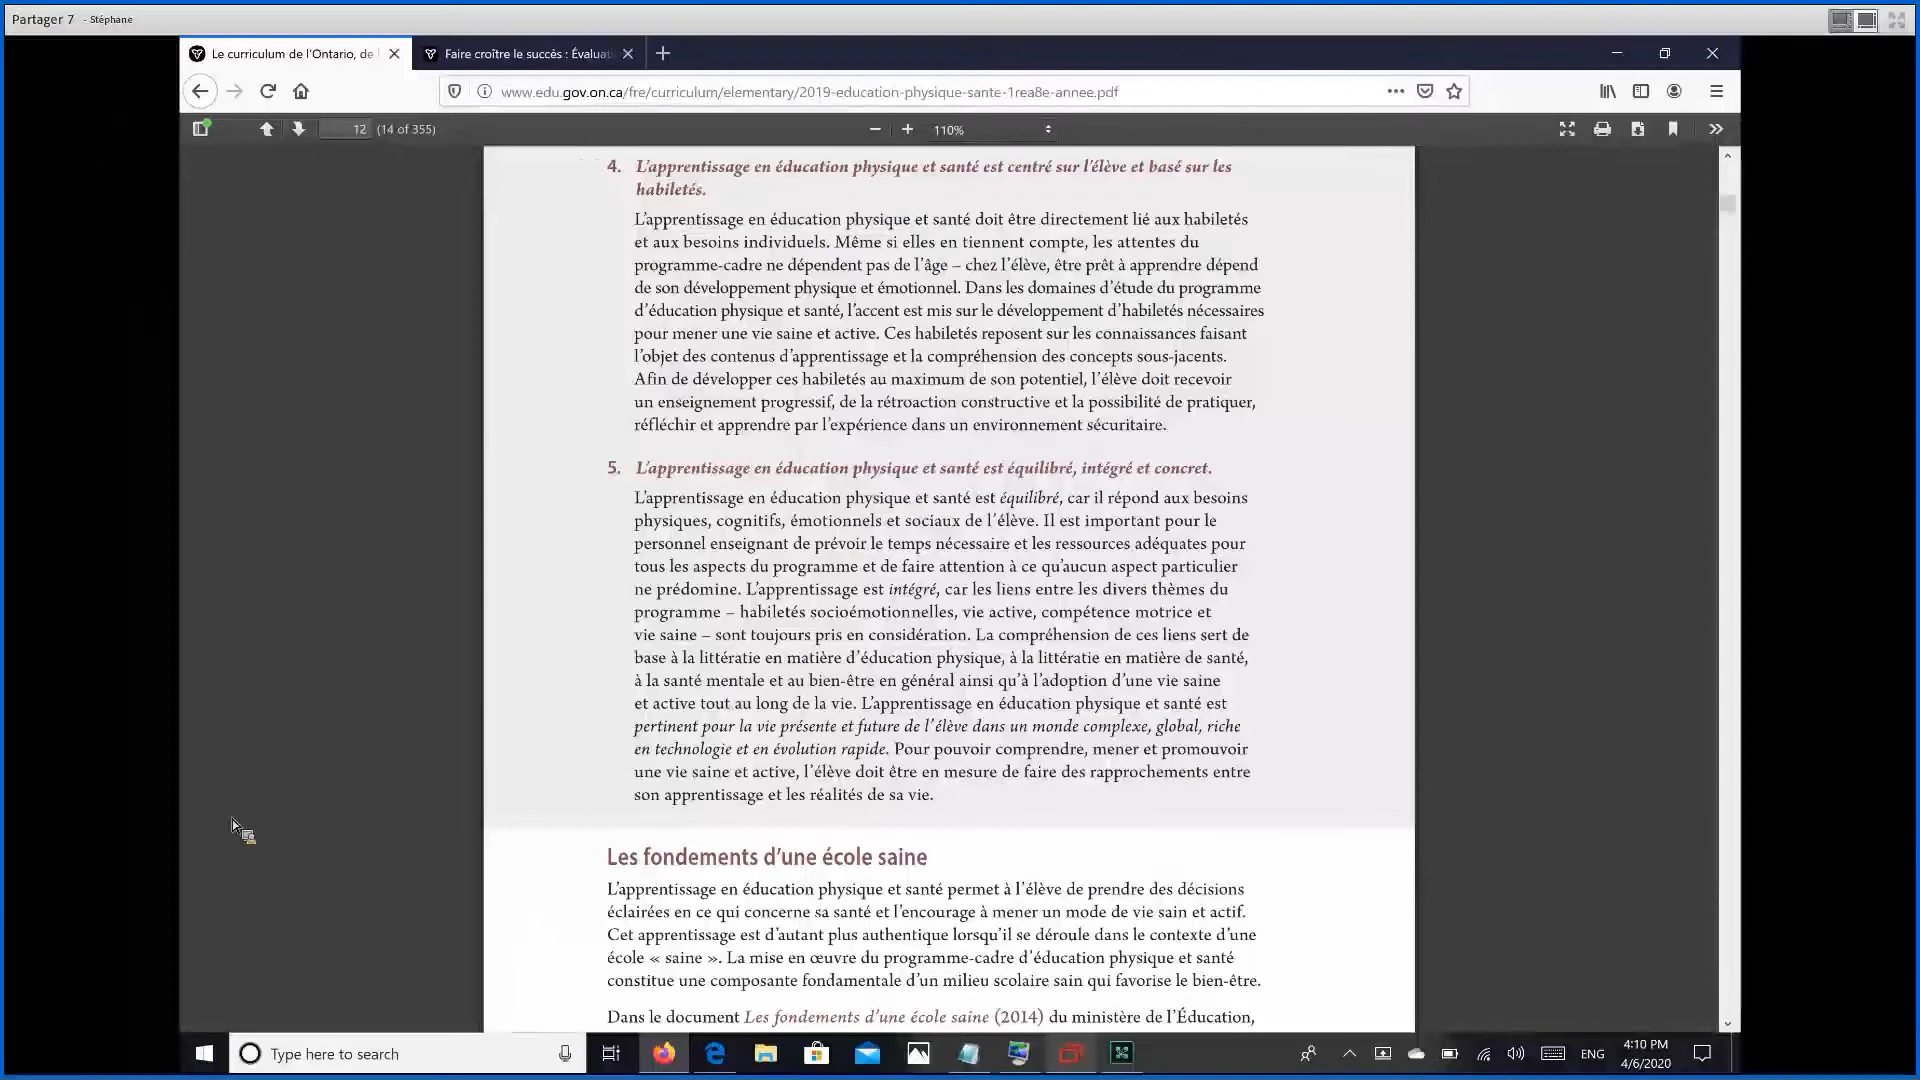 Partager 7 - Stéphane
Le curriculum de l'Ontario, de
Faire croître le succès : Évaluati
www.edu.gov.on.ca/fre/curriculum/elementary/2019-education-physique-sante-1rea8e-annee.pdf
12 (14 of 355)
110%
4. L'apprentissage en éducation physique et santé est centré sur l'élève et basé sur les
habiletés.
L'apprentissage en éducation physique et santé doit être directement lié aux habiletés
et aux besoins individuels. Même si elles en tiennent compte, les attentes du
programme-cadre ne dépendent pas de l'âge – chez l'élève, être prêt à apprendre dépend
de son développement physique et émotionnel. Dans les domaines d'étude du programme
d'éducation physique et santé, l'accent est mis sur le développement d'habiletés nécessaires
pour mener une vie saine et active. Ces habiletés reposent sur les connaissances faisant
l'objet des contenus d'apprentissage et la compréhension des concepts sous-jacents.
Afin de développer ces habiletés au maximum de son potentiel, l'élève doit recevoir
un enseignement progressif, de la rétroaction constructive et la possibilité de pratiquer,
réfléchir et apprendre par l'expérience dans un environnement sécuritaire.
5. L'apprentissage en éducation physique et santé est équilibré, intégré et concret.
L'apprentissage en éducation physique et santé est équilibré, car il répond aux besoins
physiques, cognitifs, émotionnels et sociaux de l'élève. Il est important pour le
personnel enseignant de prévoir le temps nécessaire et les ressources adéquates pour
tous les aspects du programme et de faire attention à ce qu'aucun aspect particulier
ne prédomine. L'apprentissage est intégré, car les liens entre les divers thèmes du
programme – habiletés socioémotionnelles, vie active, compétence motrice et
vie saine – sont toujours pris en considération. La compréhension de ces liens sert de
base à la littératie en matière d'éducation physique, à la littératie en matière de santé,
à la santé mentale et au bien-être en général ainsi qu'à l'adoption d'une vie saine
et active tout au long de la vie. L'apprentissage en éducation physique et santé est
pertinent pour la vie présente et future de l'élève dans un monde complexe, global, riche
en technologie et en évolution rapide. Pour pouvoir comprendre, mener et promouvoir
une vie saine et active, l'élève doit être en mesure de faire des rapprochements entre
son apprentissage et les réalités de sa vie.
Les fondements d'une école saine
L'apprentissage en éducation physique et santé permet à l'élève de prendre des décisions
éclairées en ce qui concerne sa santé et l'encourage à mener un mode de vie sain et actif.
Cet apprentissage est d'autant plus authentique lorsqu'il se déroule dans le contexte d'une
école « saine ». La mise en œuvre du programme-cadre d'éducation physique et santé
constitue une composante fondamentale d'un milieu scolaire sain qui favorise le bien-être.
Dans le document Les fondements d'une école saine (2014) du ministère de l'Éducation,
Type here to search
ENG
4:10 PM
4/6/2020